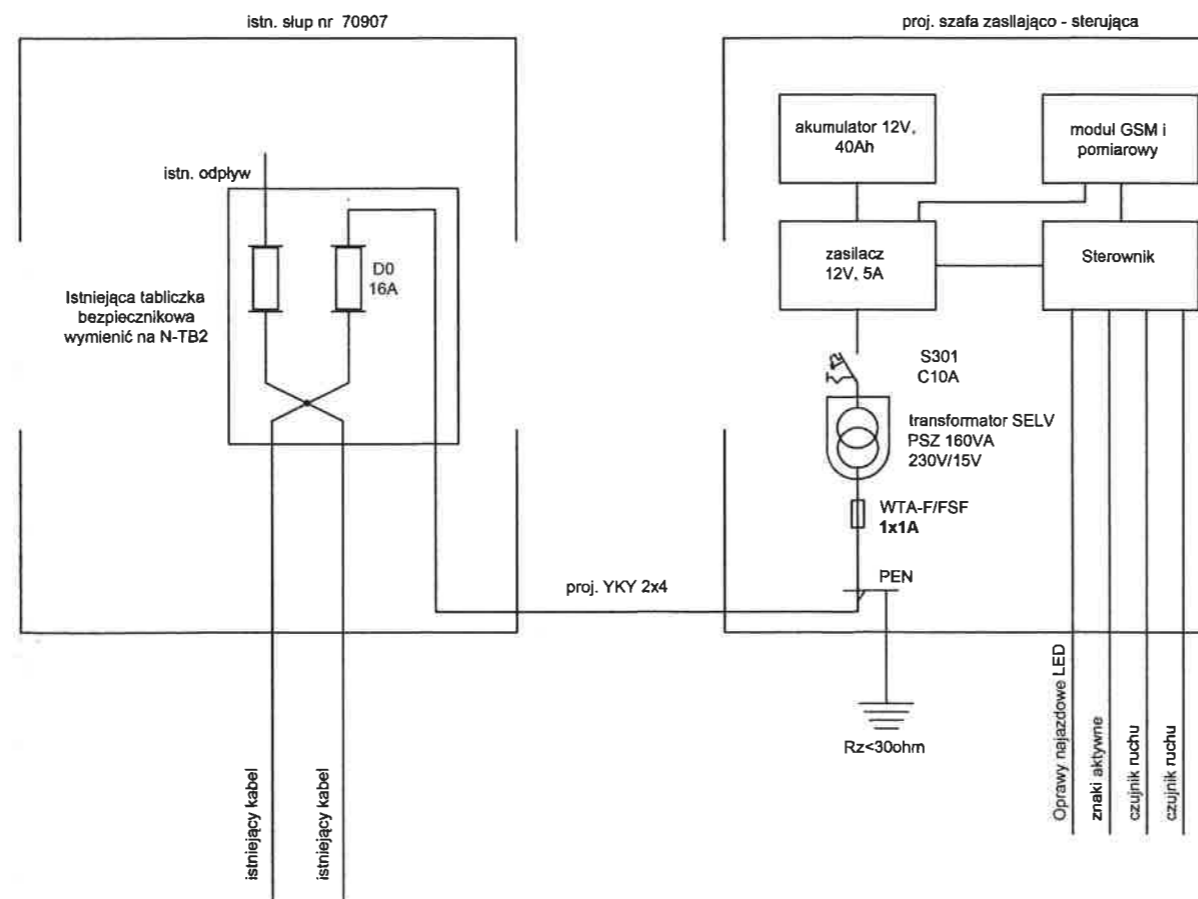 istn. słup nr 70907
proj. szafa zasilająco - sterująca
akumulator 12V,
40Ah
moduł GSM i
pomiarowy
istn. odpływ
D0
16A
Istniejąca tabliczka
bezpiecznikowa
wymienić na N-TB2
zasilacz
12V, 5A
Sterownik
S301
C10A
transformator SELV
PSZ 160VA
230V/15V
WTA-F/FSF
1x1A
PEN
proj. YKY 2x4
Rz<30ohm
istniejący kabel
istniejący kabel
Oprawy najazdowe LED
znaki aktywne
czujnik ruchu
czujnik ruchu